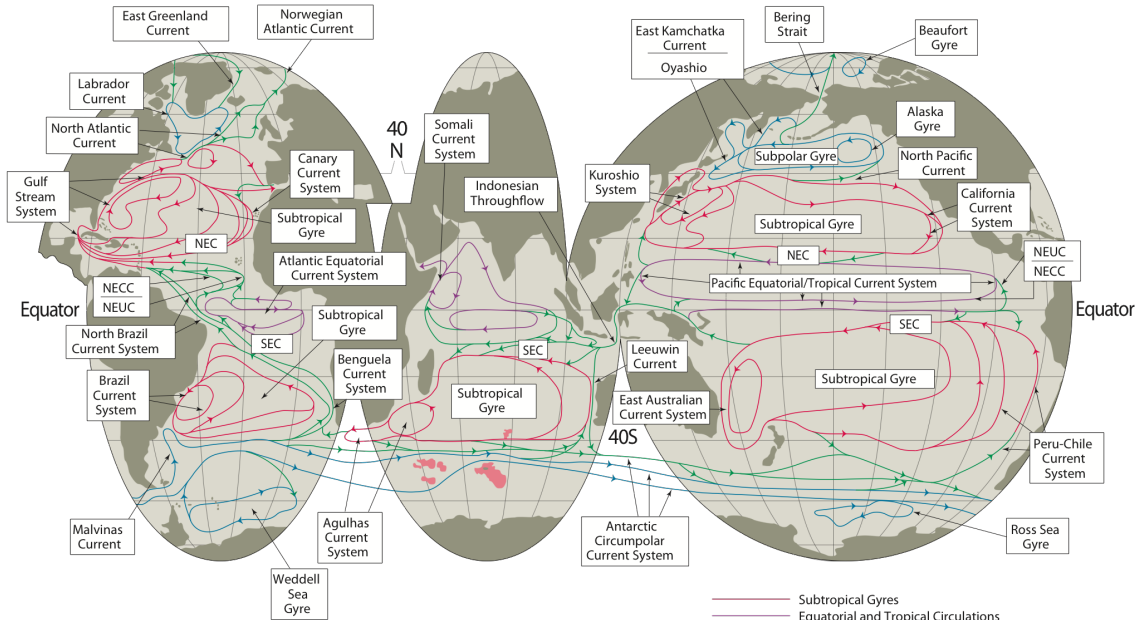 East Greenland
Current
Norwegian
Atlantic Current
Labrador
Current
North Atlantic
Current
Gulf
Stream
System
Canary
Current
System
Subtropical
Gyre
NEC
Atlantic Equatorial
Current System
NECC
NEUC
Equator
North Brazil
Current System
SEC
Subtropical
Gyre
Brazil
Current
System
Benguela
Current
System
Malvinas
Current
Weddell
Sea
Gyre
Agulhas
Current
System
40
N
Somali
Current
System
Indonesian
Throughflow
SEC
Subtropical
Gyre
Leeuwin
Current
40S
Antarctic
Circumpolar
Current System
East Kamchatka
Current
Oyashio
Bering
Strait
Beaufort
Gyre
Alaska
Gyre
Subpolar Gyre
North Pacific
Current
Kuroshio
System
California
Current
System
Subtropical Gyre
NEC
NEUC
NECC
Pacific Equatorial/Tropical Current System
Equator
SEC
Subtropical Gyre
East Australian
Current System
Peru-Chile
Current
System
Ross Sea
Gyre
Subtropical Gyres
Equatorial and Tropical Circulations